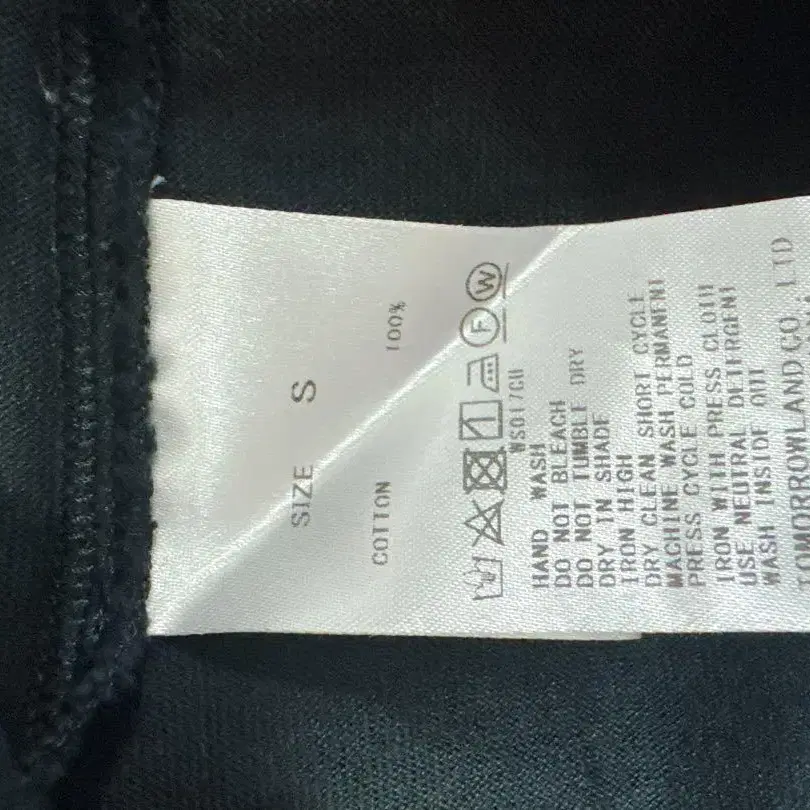 SIZE S
COTTON 100%
F W
WS017CH
HAND WASH
DO NOT BLEACH
DO NOT TUMBLE DRY
DRY IN SHADE
IRON HIGH
DRY CLEAN SHORT CYCLE
MACHINE WASH PERMANENT
PRESS CYCLE COLD
IRON WITH PRESS CLOTH
USE NEUTRAL DETERGENT
WASH INSIDE OUT
TOMORROWLAND CO., LTD